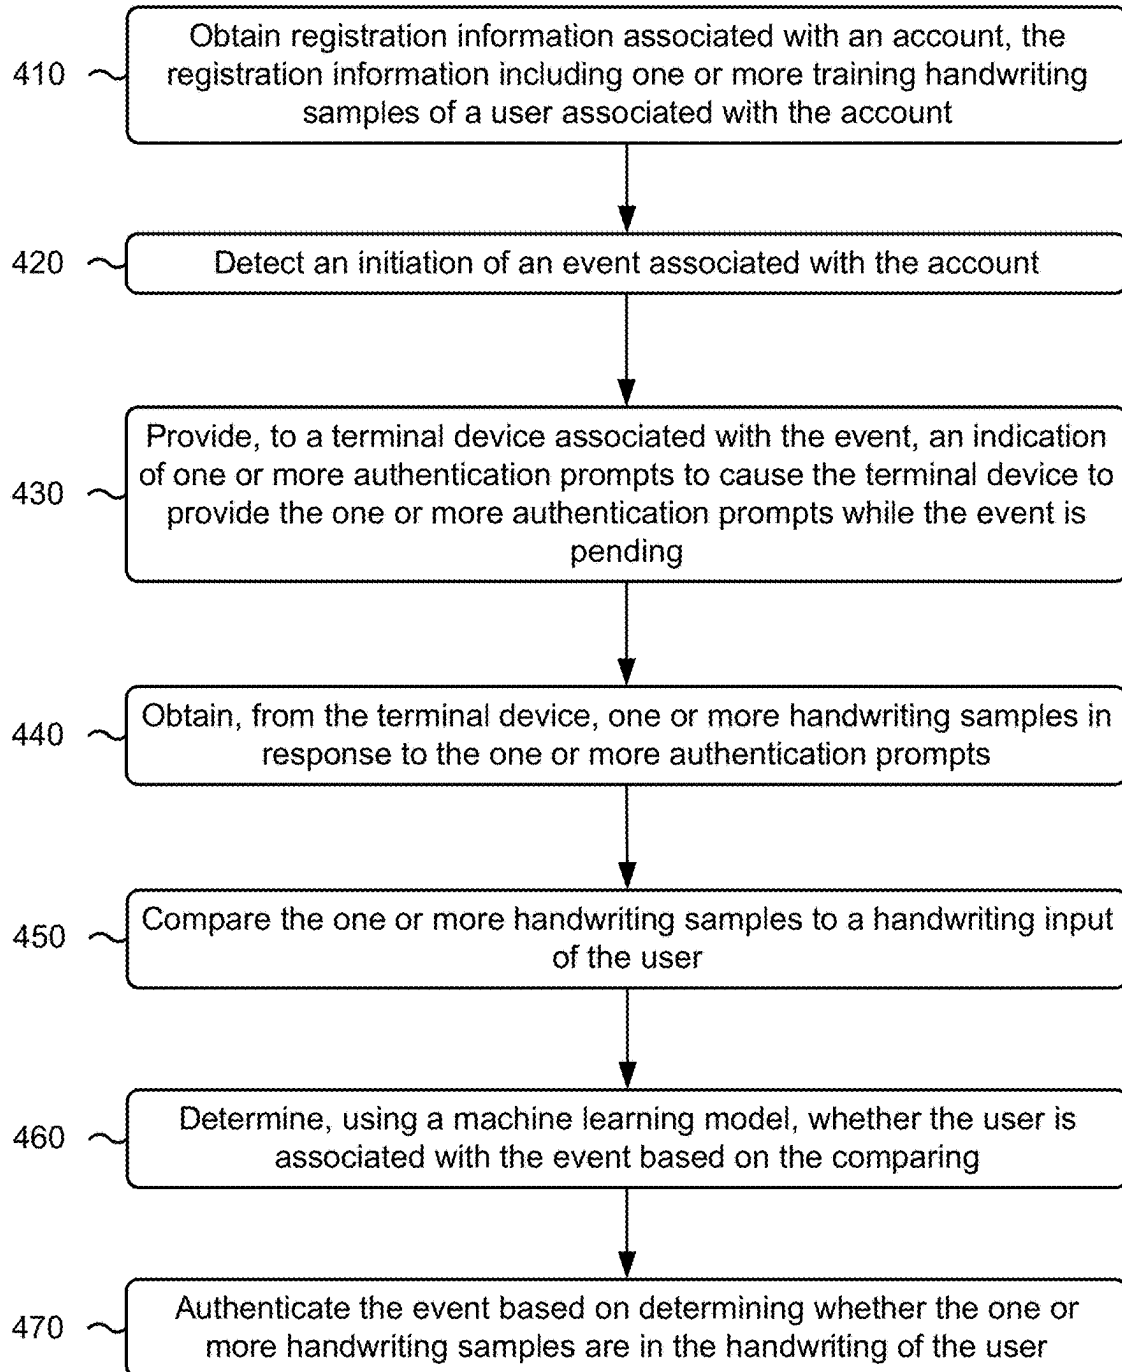 410
Obtain registration information associated with an account, the
registration information including one or more training handwriting
samples of a user associated with the account
420
Detect an initiation of an event associated with the account
430
Provide, to a terminal device associated with the event, an indication
of one or more authentication prompts to cause the terminal device to
provide the one or more authentication prompts while the event is
pending
440
Obtain, from the terminal device, one or more handwriting samples in
response to the one or more authentication prompts
450
Compare the one or more handwriting samples to a handwriting input
of the user
460
Determine, using a machine learning model, whether the user is
associated with the event based on the comparing
470
Authenticate the event based on determining whether the one or
more handwriting samples are in the handwriting of the user